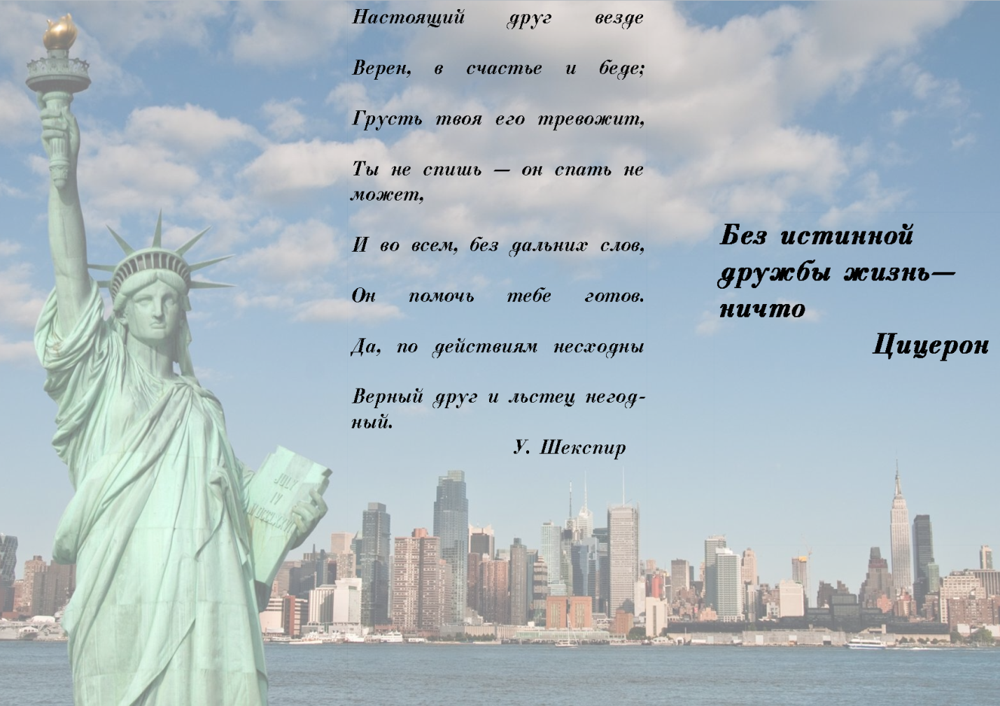 Настоящий друг везде
Верен, в счастье и беде;
Грусть твоя его тревожит,
Ты не спишь — он спать не
может,
И во всем, без дальних слов,
Он помочь тебе готов.
Да, по действиям несходны
Верный друг и льстец негод-
ный.
У. Шекспир
Без истинной
дружбы жизнь—
ничто
Цицерон
JULY
IV
MDCCLXXVI